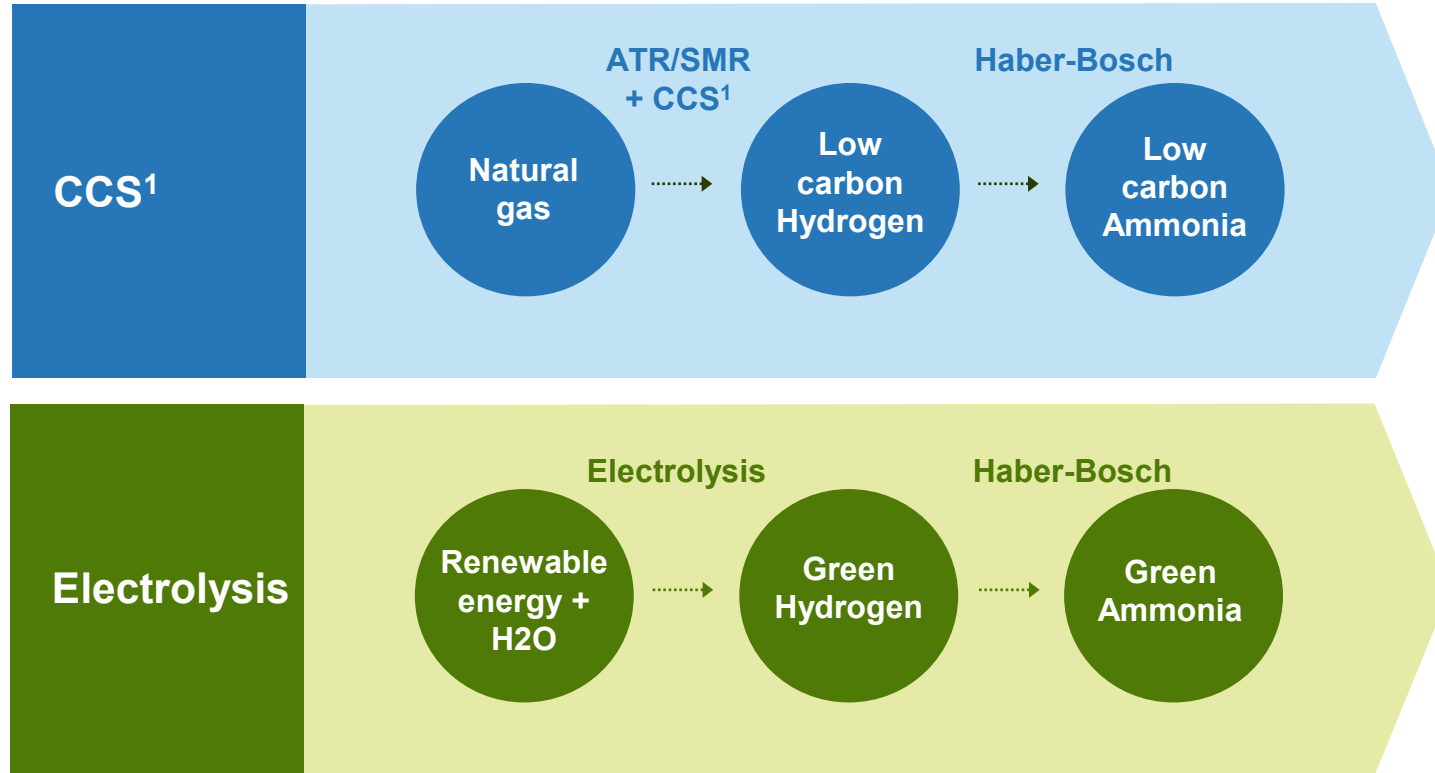 ATR/SMR
+ CCS¹
Haber-Bosch
CCS¹
Natural
gas
Low
carbon
Hydrogen
Low
carbon
Ammonia
Electrolysis
Haber-Bosch
Electrolysis
Renewable
energy +
H2O
Green
Hydrogen
Green
Ammonia